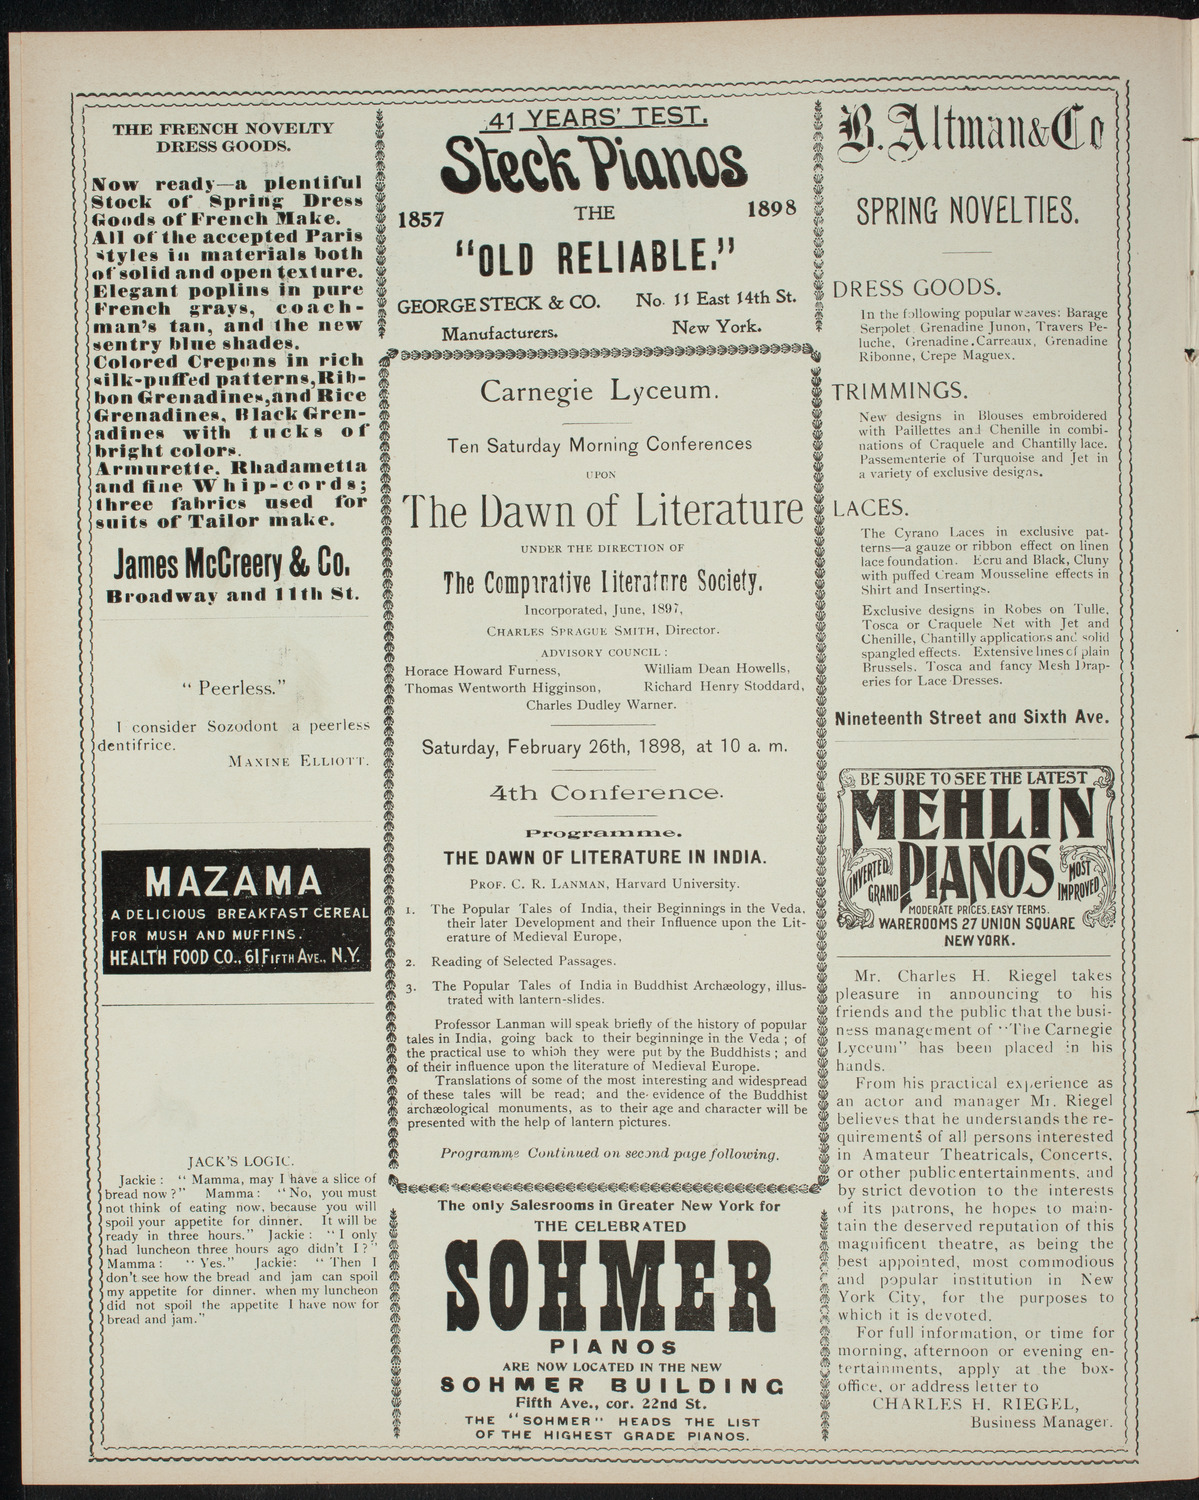 THE FRENCH NOVELTY
DRESS GOODS.
Now ready—a plentiful
Stock of Spring Dress
Goods of French Make.
All of the accepted Paris
styles in materials both
of solid and open texture.
Elegant poplins in pure
French grays, coach-
man's tan, and the new
sentry blue shades.
Colored Crepons in rich
silk-puffed patterns, Rib-
bon Grenadines, and Rice
Grenadines, Black Gren-
adines with tucks of
bright colors.
Armurette, Rhadametta
and fine Whip-cords;
three fabrics used for
suits of Tailor make.
James McCreery & Co.
Broadway and 11th St.
"Peerless."
I consider Sozodont a peerless
dentifrice.
MAXINE ELLIOTT.
MAZAMA
A DELICIOUS BREAKFAST CEREAL
FOR MUSH AND MUFFINS.
HEALTH FOOD CO., 61 FIFTH AVE., N.Y.
JACK'S LOGIC.
Jackie: "Mamma, may I have a slice of
bread now?" Mamma: "No, you must
not think of eating now, because you will
spoil your appetite for dinner. It will be
ready in three hours." Jackie: "I only
had luncheon three hours ago didn't I?"
Mamma: "Yes." Jackie: "Then I
don't see how the bread and jam can spoil
my appetite for dinner, when my luncheon
did not spoil the appetite I have now for
bread and jam."
41 YEARS' TEST.
Steck Pianos
1857 THE 1898
"OLD RELIABLE."
GEORGE STECK & CO. No. 11 East 14th St.
Manufacturers. New York.
Carnegie Lyceum.
Ten Saturday Morning Conferences
UPON
The Dawn of Literature
UNDER THE DIRECTION OF
The Comparative Literature Society.
Incorporated, June, 1897,
CHARLES SPRAGUE SMITH, Director.
ADVISORY COUNCIL:
Horace Howard Furness, William Dean Howells,
Thomas Wentworth Higginson, Richard Henry Stoddard,
Charles Dudley Warner.
Saturday, February 26th, 1898, at 10 a. m.
4th Conference.
Programme.
THE DAWN OF LITERATURE IN INDIA.
PROF. C. R. LANMAN, Harvard University.
1. The Popular Tales of India, their Beginnings in the Veda,
their later Development and their Influence upon the Lit-
erature of Medieval Europe,
2. Reading of Selected Passages.
3. The Popular Tales of India in Buddhist Archæology, illus-
trated with lantern-slides.
Professor Lanman will speak briefly of the history of popular
tales in India, going back to their beginninge in the Veda; of
the practical use to which they were put by the Buddhists; and
of their influence upon the literature of Medieval Europe.
Translations of some of the most interesting and widespread
of these tales will be read; and the evidence of the Buddhist
archæological monuments, as to their age and character will be
presented with the help of lantern pictures.
Programme Continued on second page following.
The only Salesrooms in Greater New York for
THE CELEBRATED
SOHMER
PIANOS
ARE NOW LOCATED IN THE NEW
SOHMER BUILDING
Fifth Ave., cor. 22nd St.
THE "SOHMER" HEADS THE LIST
OF THE HIGHEST GRADE PIANOS.
B. Altman & Co
SPRING NOVELTIES.
DRESS GOODS.
In the following popular weaves: Barage
Serpolet, Grenadine Junon, Travers Pe-
luche, Grenadine Carreaux, Grenadine
Ribonne, Crepe Maguex.
TRIMMINGS.
New designs in Blouses embroidered
with Paillettes and Chenille in combi-
nations of Craquele and Chantilly lace.
Passementerie of Turquoise and Jet in
a variety of exclusive designs.
LACES.
The Cyrano Laces in exclusive pat-
terns—a gauze or ribbon effect on linen
lace foundation. Ecru and Black, Cluny
with puffed Cream Mousseline effects in
Shirt and Insertings.
Exclusive designs in Robes on Tulle,
Tosca or Craquele Net with Jet and
Chenille, Chantilly applications and solid
spangled effects. Extensive lines of plain
Brussels, Tosca and fancy Mesh Drap-
eries for Lace Dresses.
Nineteenth Street and Sixth Ave.
BE SURE TO SEE THE LATEST
MEHLIN
PIANOS
INVERTED GRAND
MOST IMPROVED
MODERATE PRICES. EASY TERMS.
WAREROOMS 27 UNION SQUARE
NEW YORK.
Mr. Charles H. Riegel takes
pleasure in announcing to his
friends and the public that the busi-
ness management of "The Carnegie
Lyceum" has been placed in his
hands.
From his practical experience as
an actor and manager Mr. Riegel
believes that he understands the re-
quirements of all persons interested
in Amateur Theatricals, Concerts,
or other public entertainments, and
by strict devotion to the interests
of its patrons, he hopes to main-
tain the deserved reputation of this
magnificent theatre, as being the
best appointed, most commodious
and popular institution in New
York City, for the purposes to
which it is devoted.
For full information, or time for
morning, afternoon or evening en-
tertainments, apply at the box-
office, or address letter to
CHARLES H. RIEGEL,
Business Manager.